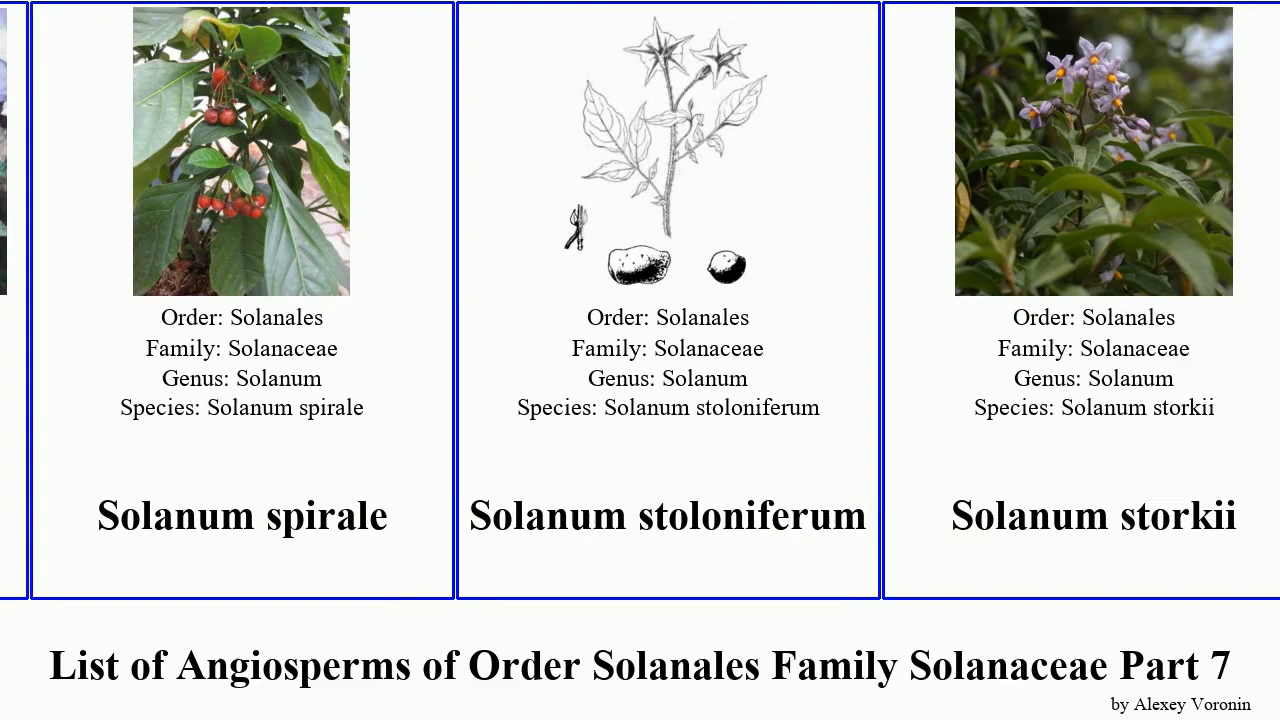 Order: Solanales
Family: Solanaceae
Genus: Solanum
Species: Solanum spirale
Solanum spirale
Order: Solanales
Family: Solanaceae
Genus: Solanum
Species: Solanum stoloniferum
Solanum stoloniferum
Order: Solanales
Family: Solanaceae
Genus: Solanum
Species: Solanum storkii
Solanum storkii
List of Angiosperms of Order Solanales Family Solanaceae Part 7
by Alexey Voronin